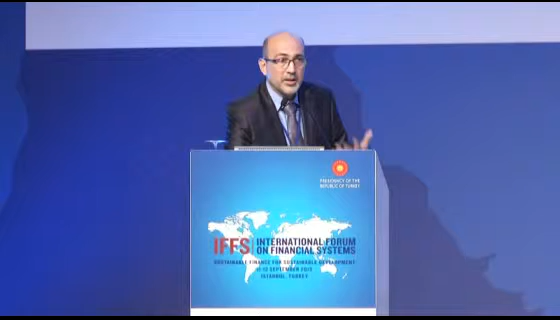 PRESIDENCY OF THE
REPUBLIC OF TURKEY
IFFS INTERNATIONAL FORUM
ON FINANCIAL SYSTEMS
SUSTAINABLE FINANCE FOR SUSTAINABLE DEVELOPMENT
SEPTEMBER
ISTANBUL, TURKEY